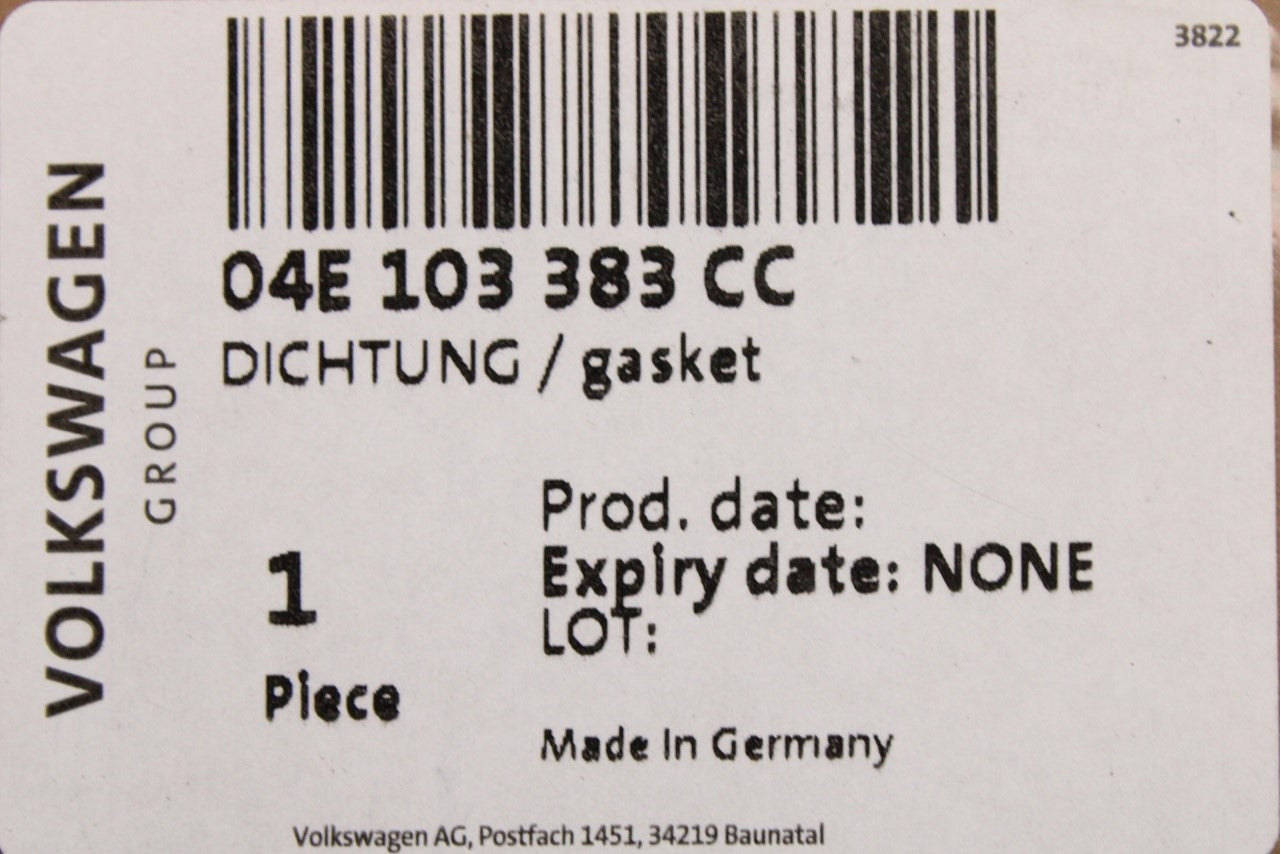 3822
VOLKSWAGEN
GROUP
04E 103 383 CC
DICHTUNG / gasket
Prod. date:
Expiry date: NONE
LOT:
1
Piece
Made In Germany
Volkswagen AG, Postfach 1451, 34219 Baunatal